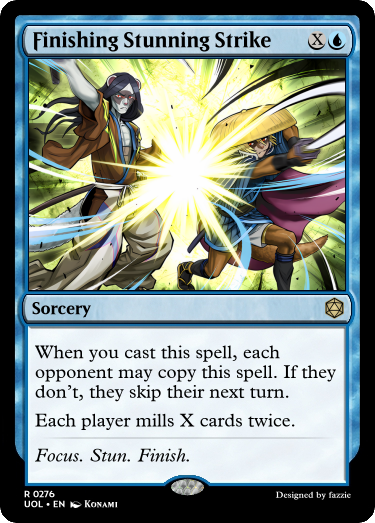 Finishing Stunning Strike X
Sorcery
When you cast this spell, each
opponent may copy this spell. If they
don't, they skip their next turn.
Each player mills X cards twice.
Focus. Stun. Finish.
R 0276
UOL • EN Konami
Designed by fazzie